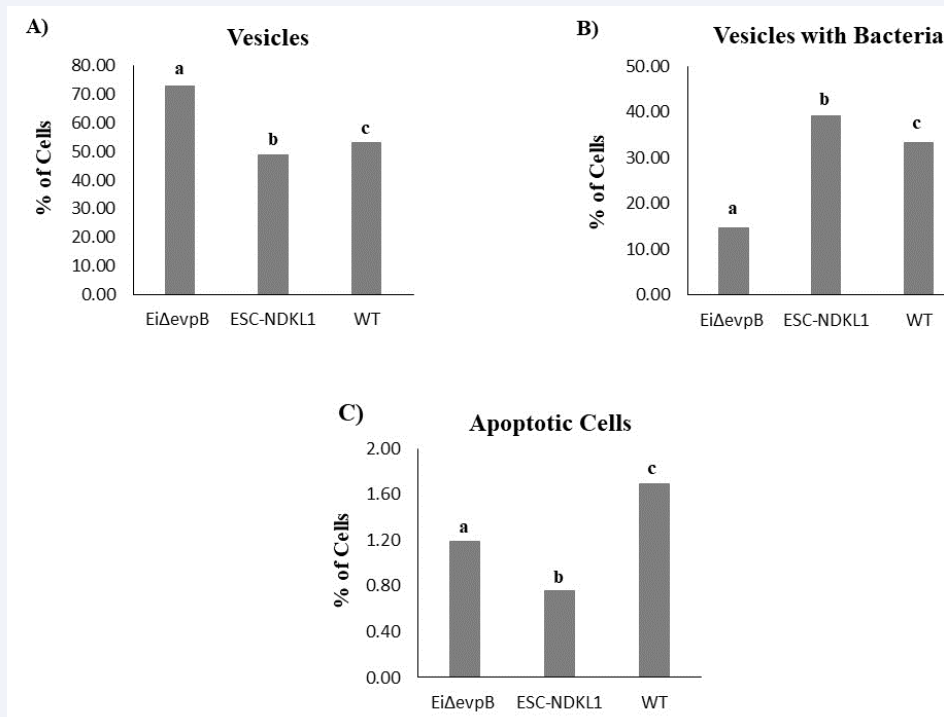 A)
Vesicles
% of Cells
80.00
70.00
60.00
50.00
40.00
30.00
20.00
10.00
0.00
a
b
c
EiΔevpB ESC-NDKL1 WT
B)
Vesicles with Bacteria
% of Cells
50.00
40.00
30.00
20.00
10.00
0.00
a
b
c
EiΔevpB ESC-NDKL1 WT
C)
Apoptotic Cells
% of Cells
2.00
1.60
1.20
0.80
0.40
0.00
a
b
c
EiΔevpB ESC-NDKL1 WT